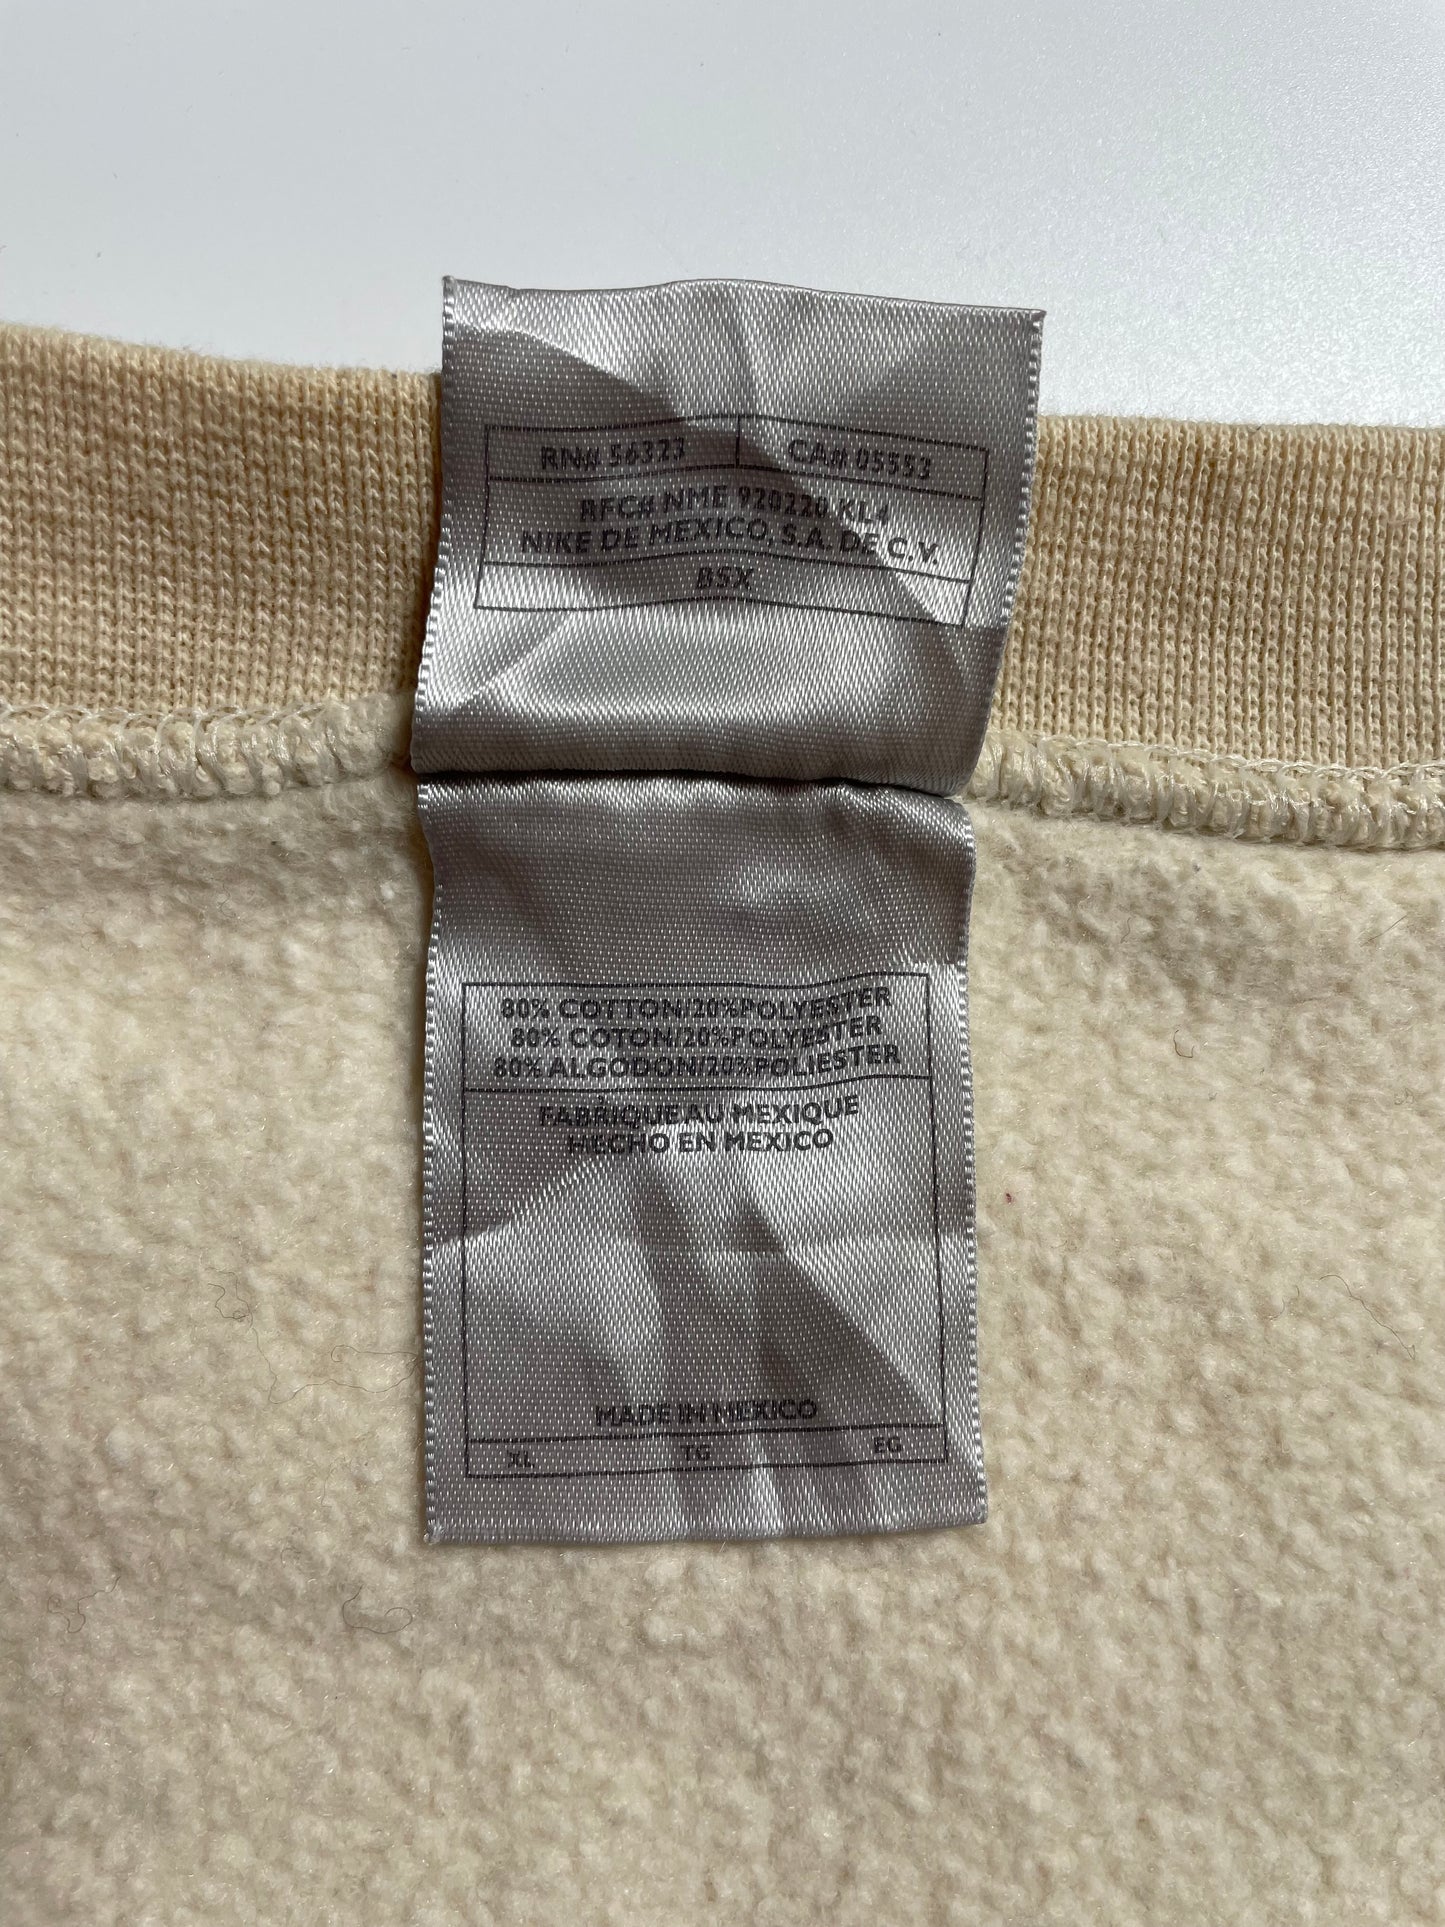 RN# 56323 CA# 05553
RFC# NME 920220 KL4
NIKE DE MEXICO, S.A. DE C.V.
BSX
80% COTTON/20%POLYESTER
80% COTON/20%POLYESTER
80% ALGODON/20%POLIESTER
FABRIQUE AU MEXIQUE
HECHO EN MEXICO
MADE IN MEXICO
XL TG EG